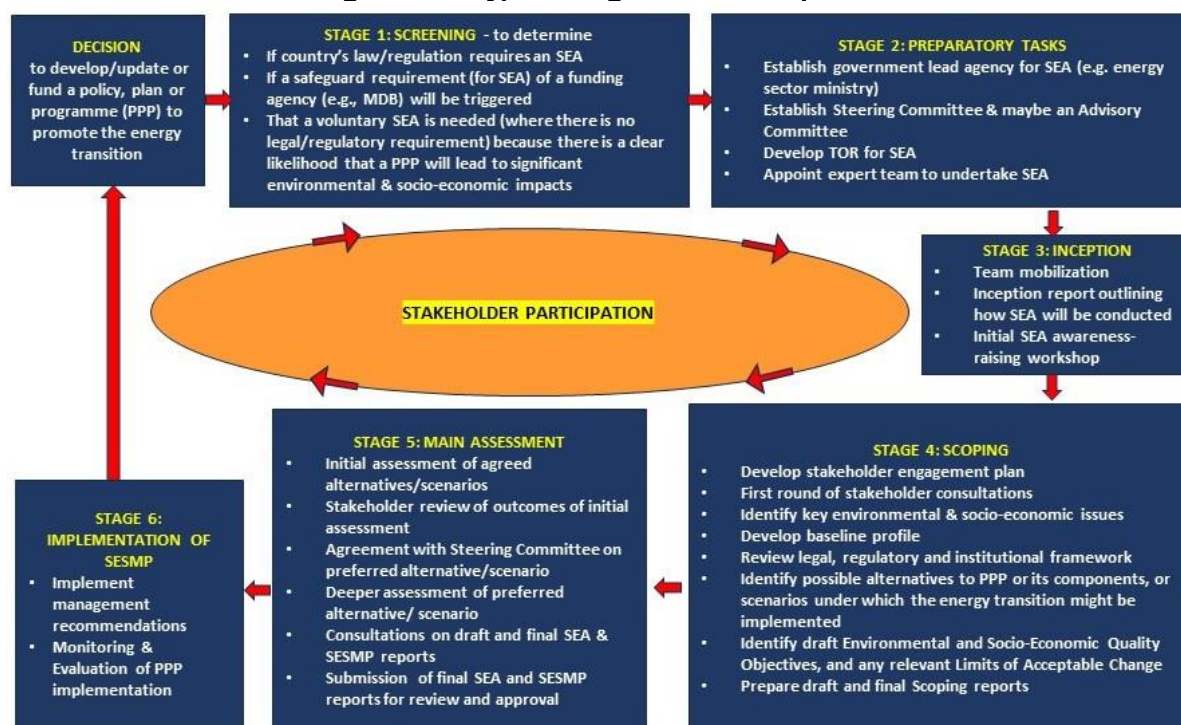 DECISION
to develop/update or
fund a policy, plan or
programme (PPP) to
promote the energy
transition
STAGE 1: SCREENING - to determine
• If country's law/regulation requires an SEA
• If a safeguard requirement (for SEA) of a funding
agency (e.g., MDB) will be triggered
• That a voluntary SEA is needed (where there is no
legal/regulatory requirement) because there is a clear
likelihood that a PPP will lead to significant
environmental & socio-economic impacts
STAGE 2: PREPARATORY TASKS
• Establish government lead agency for SEA (e.g. energy
sector ministry)
• Establish Steering Committee & maybe an Advisory
Committee
• Develop TOR for SEA
• Appoint expert team to undertake SEA
STAGE 3: INCEPTION
• Team mobilization
• Inception report outlining
how SEA will be conducted
• Initial SEA awareness-
raising workshop
STAKEHOLDER PARTICIPATION
STAGE 4: SCOPING
• Develop stakeholder engagement plan
• First round of stakeholder consultations
• Identify key environmental & socio-economic issues
• Develop baseline profile
• Review legal, regulatory and institutional framework
• Identify possible alternatives to PPP or its components, or
scenarios under which the energy transition might be
implemented
• Identify draft Environmental and Socio-Economic Quality
Objectives, and any relevant Limits of Acceptable Change
• Prepare draft and final Scoping reports
STAGE 5: MAIN ASSESSMENT
• Initial assessment of agreed
alternatives/scenarios
• Stakeholder review of outcomes of initial
assessment
• Agreement with Steering Committee on
preferred alternative/scenario
• Deeper assessment of preferred
alternative/ scenario
• Consultations on draft and final SEA &
SESMP reports
• Submission of final SEA and SESMP
reports for review and approval
STAGE 6:
IMPLEMENTATION OF
SESMP
• Implement
management
recommendations
• Monitoring &
Evaluation of PPP
implementation